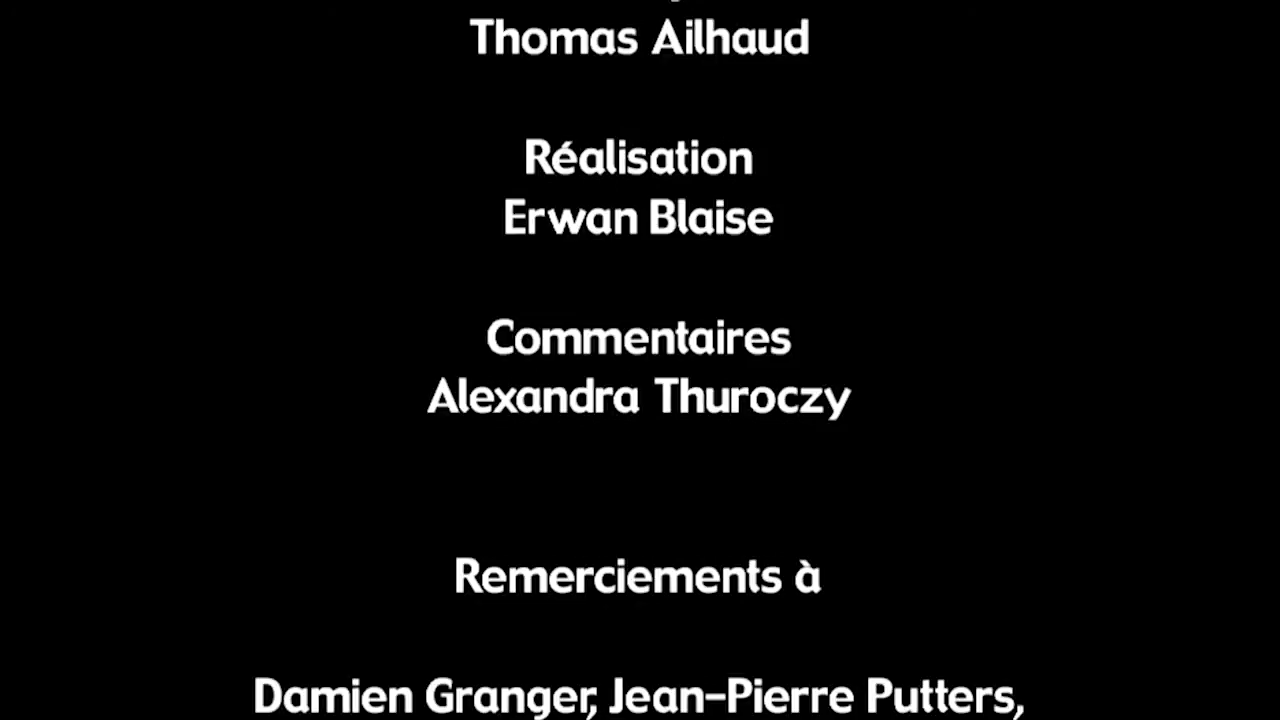 Thomas Ailhaud
Réalisation
Erwan Blaise
Commentaires
Alexandra Thuroczy
Remerciements à
Damien Granger, Jean-Pierre Putters,